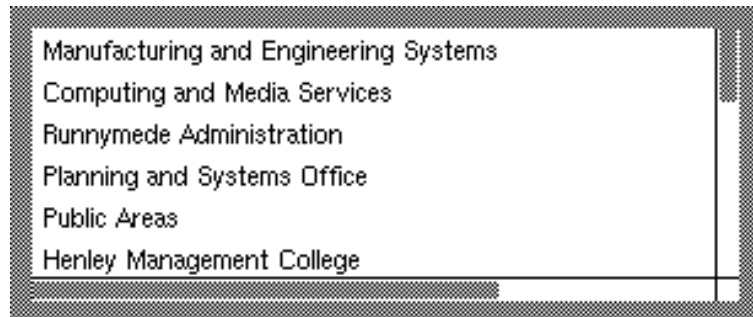 Manufacturing and Engineering Systems
Computing and Media Services
Runnymede Administration
Planning and Systems Office
Public Areas
Henley Management College